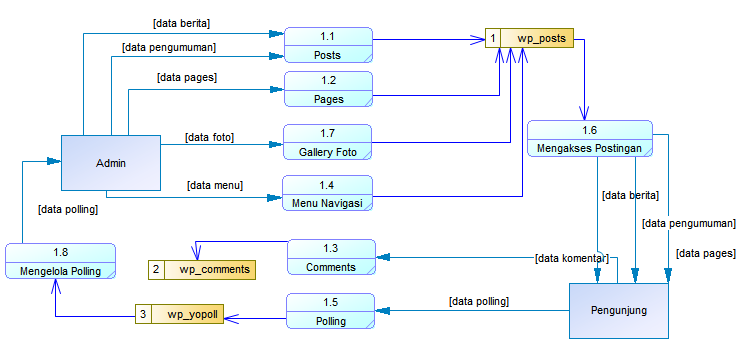 [data berita]
1.1
Posts
[data pengumuman]
1 wp_posts
[data pages]
1.2
Pages
1.6
Mengakses Postingan
[data foto]
1.7
Gallery Foto
Admin
[data menu]
1.4
Menu Navigasi
[data berita]
[data polling]
[data pengumuman]
1.8
Mengelola Polling
1.3
Comments
[data komentar]
[data pages]
2 wp_comments
1.5
Polling
[data polling]
Pengunjung
3 wp_yopoll